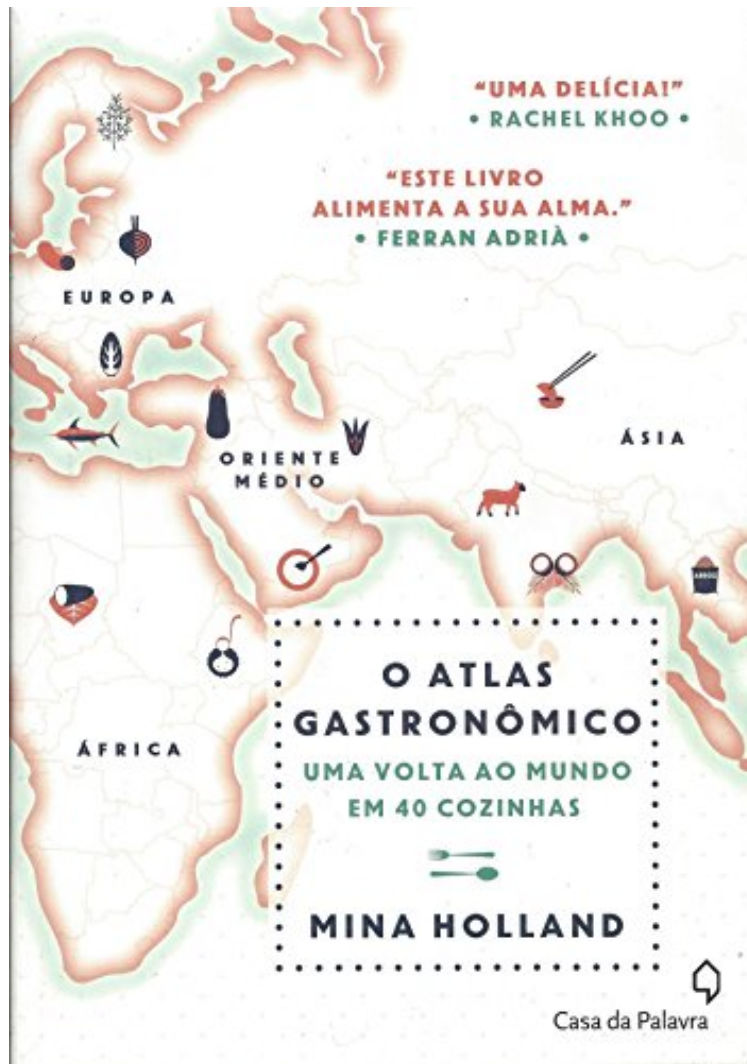 “UMA DELÍCIA!”
• RACHEL KHOO •
“ESTE LIVRO
ALIMENTA A SUA ALMA.”
• FERRAN ADRIÀ •
EUROPA
ÁSIA
ORIENTE
MÉDIO
ARROZ
ÁFRICA
O ATLAS
GASTRONÔMICO
UMA VOLTA AO MUNDO
EM 40 COZINHAS
MINA HOLLAND
Casa da Palavra